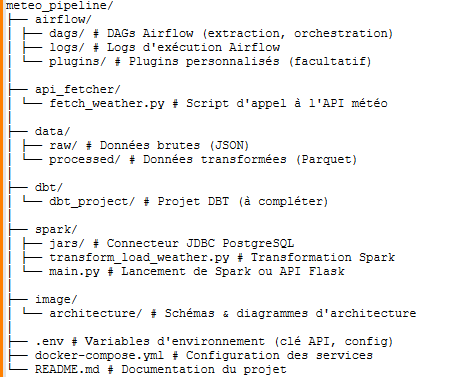 meteo_pipeline/
├── airflow/
│ ├── dags/ # DAGs Airflow (extraction, orchestration)
│ ├── logs/ # Logs d'exécution Airflow
│ └── plugins/ # Plugins personnalisés (facultatif)
│
├── api_fetcher/
│ └── fetch_weather.py # Script d'appel à l'API météo
│
├── data/
│ ├── raw/ # Données brutes (JSON)
│ └── processed/ # Données transformées (Parquet)
│
├── dbt/
│ └── dbt_project/ # Projet DBT (à compléter)
│
├── spark/
│ ├── jars/ # Connecteur JDBC PostgreSQL
│ ├── transform_load_weather.py # Transformation Spark
│ └── main.py # Lancement de Spark ou API Flask
│
├── image/
│ └── architecture/ # Schémas & diagrammes d'architecture
│
├── .env # Variables d'environnement (clé API, config)
├── docker-compose.yml # Configuration des services
└── README.md # Documentation du projet